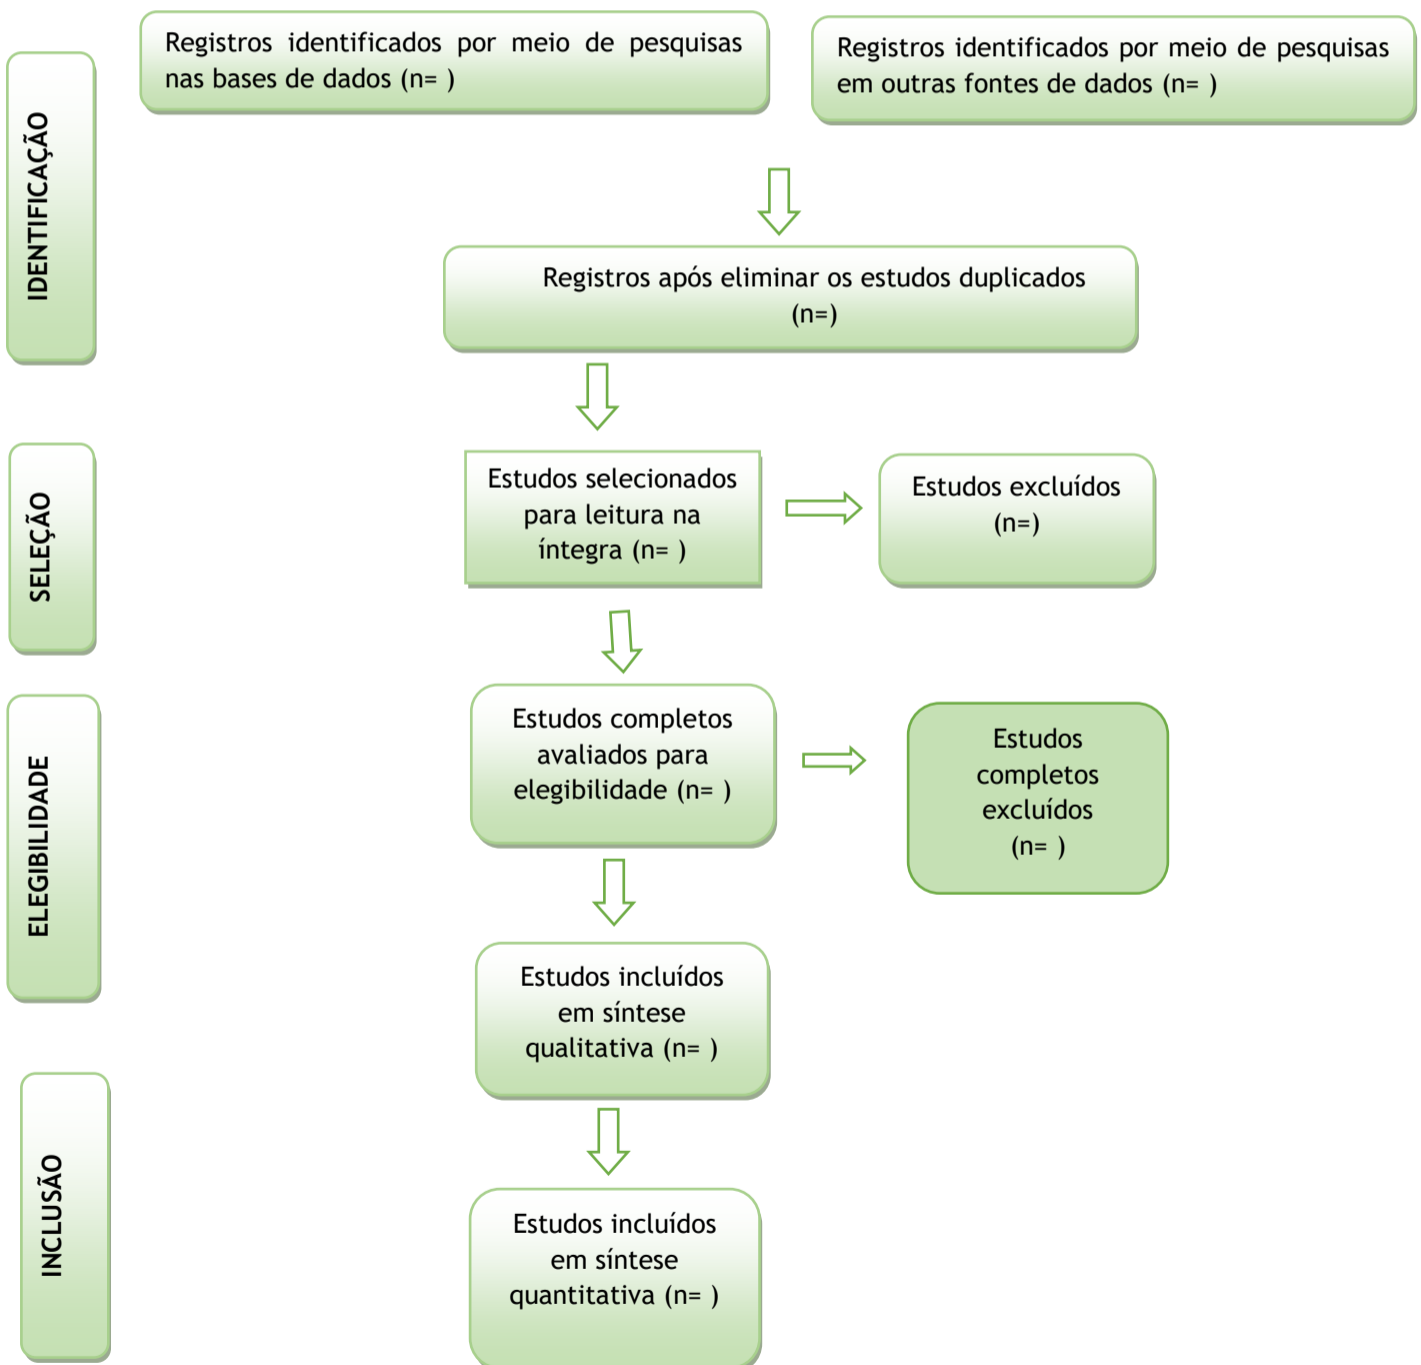 Registros identificados por meio de pesquisas
nas bases de dados (n= )
Registros identificados por meio de pesquisas
em outras fontes de dados (n= )
IDENTIFICAÇÃO
Registros após eliminar os estudos duplicados
(n=)
SELEÇÃO
Estudos selecionados
para leitura na
íntegra (n= )
Estudos excluídos
(n=)
ELEGIBILIDADE
Estudos completos
avaliados para
elegibilidade (n= )
Estudos
completos
excluídos
(n= )
Estudos incluídos
em síntese
qualitativa (n= )
INCLUSÃO
Estudos incluídos
em síntese
quantitativa (n= )